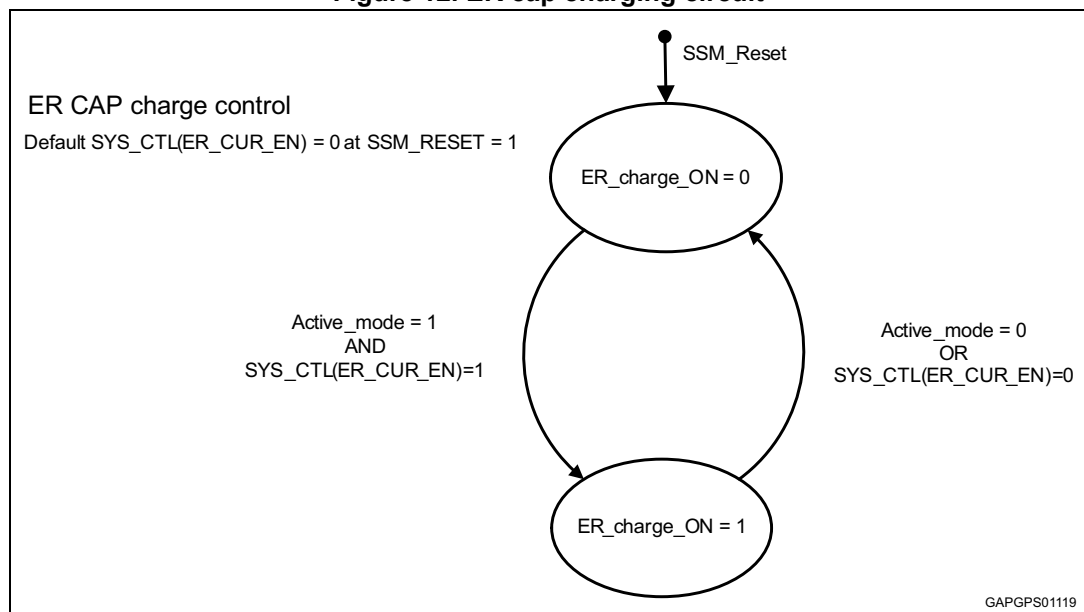 SSM_Reset
ER CAP charge control
Default SYS_CTL(ER_CUR_EN) = 0 at SSM_RESET = 1
ER_charge_ON = 0
Active_mode = 1
AND
SYS_CTL(ER_CUR_EN)=1
Active_mode = 0
OR
SYS_CTL(ER_CUR_EN)=0
ER_charge_ON = 1
GAPGPS01119